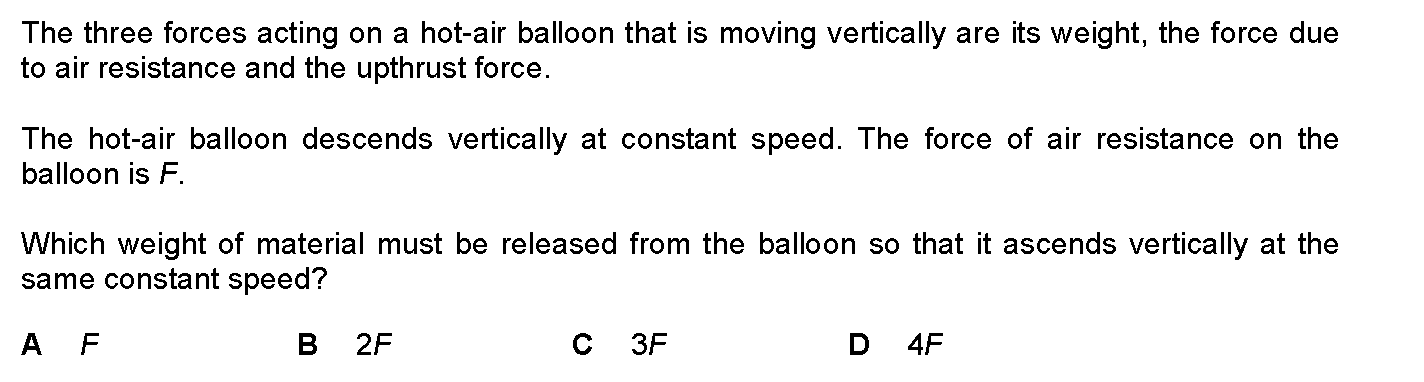 The three forces acting on a hot-air balloon that is moving vertically are its weight, the force due
to air resistance and the upthrust force.
The hot-air balloon descends vertically at constant speed. The force of air resistance on the
balloon is F.
Which weight of material must be released from the balloon so that it ascends vertically at the
same constant speed?
A F B 2F C 3F D 4F